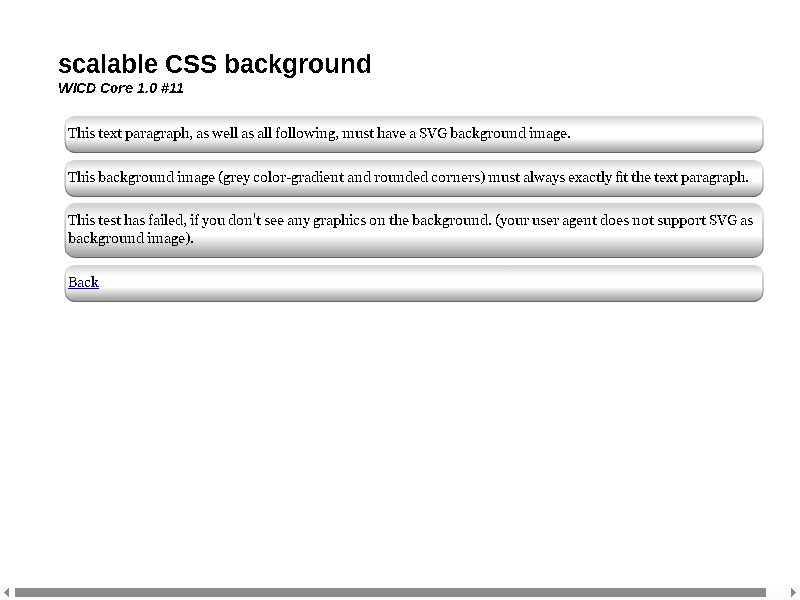 scalable CSS background
WICD Core 1.0 #11
This text paragraph, as well as all following, must have a SVG background image.
This background image (grey color-gradient and rounded corners) must always exactly fit the text paragraph.
This test has failed, if you don't see any graphics on the background. (your user agent does not support SVG as
background image).
Back